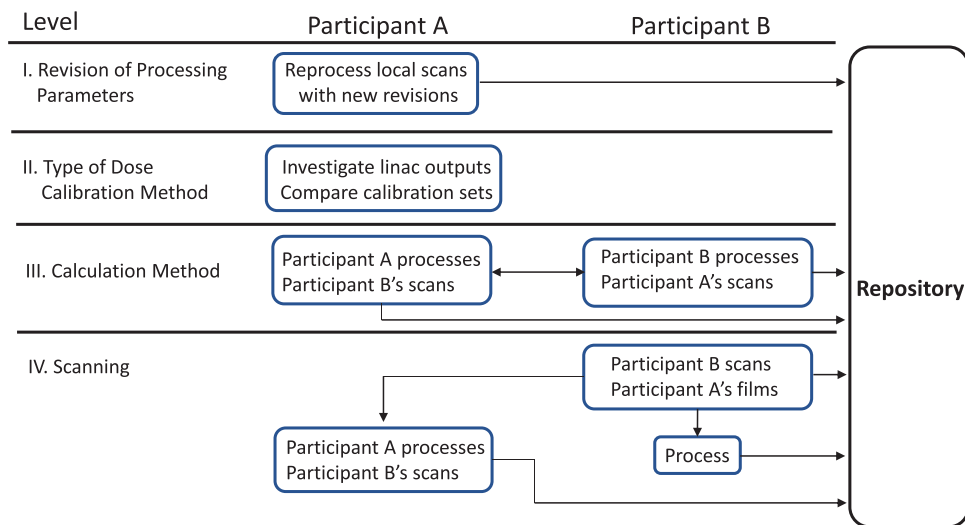 Level
Participant A
Participant B
I. Revision of Processing
Parameters
Reprocess local scans
with new revisions
II. Type of Dose
Calibration Method
Investigate linac outputs
Compare calibration sets
III. Calculation Method
Participant A processes
Participant B's scans
Participant B processes
Participant A's scans
Repository
IV. Scanning
Participant B scans
Participant A's films
Participant A processes
Participant B's scans
Process